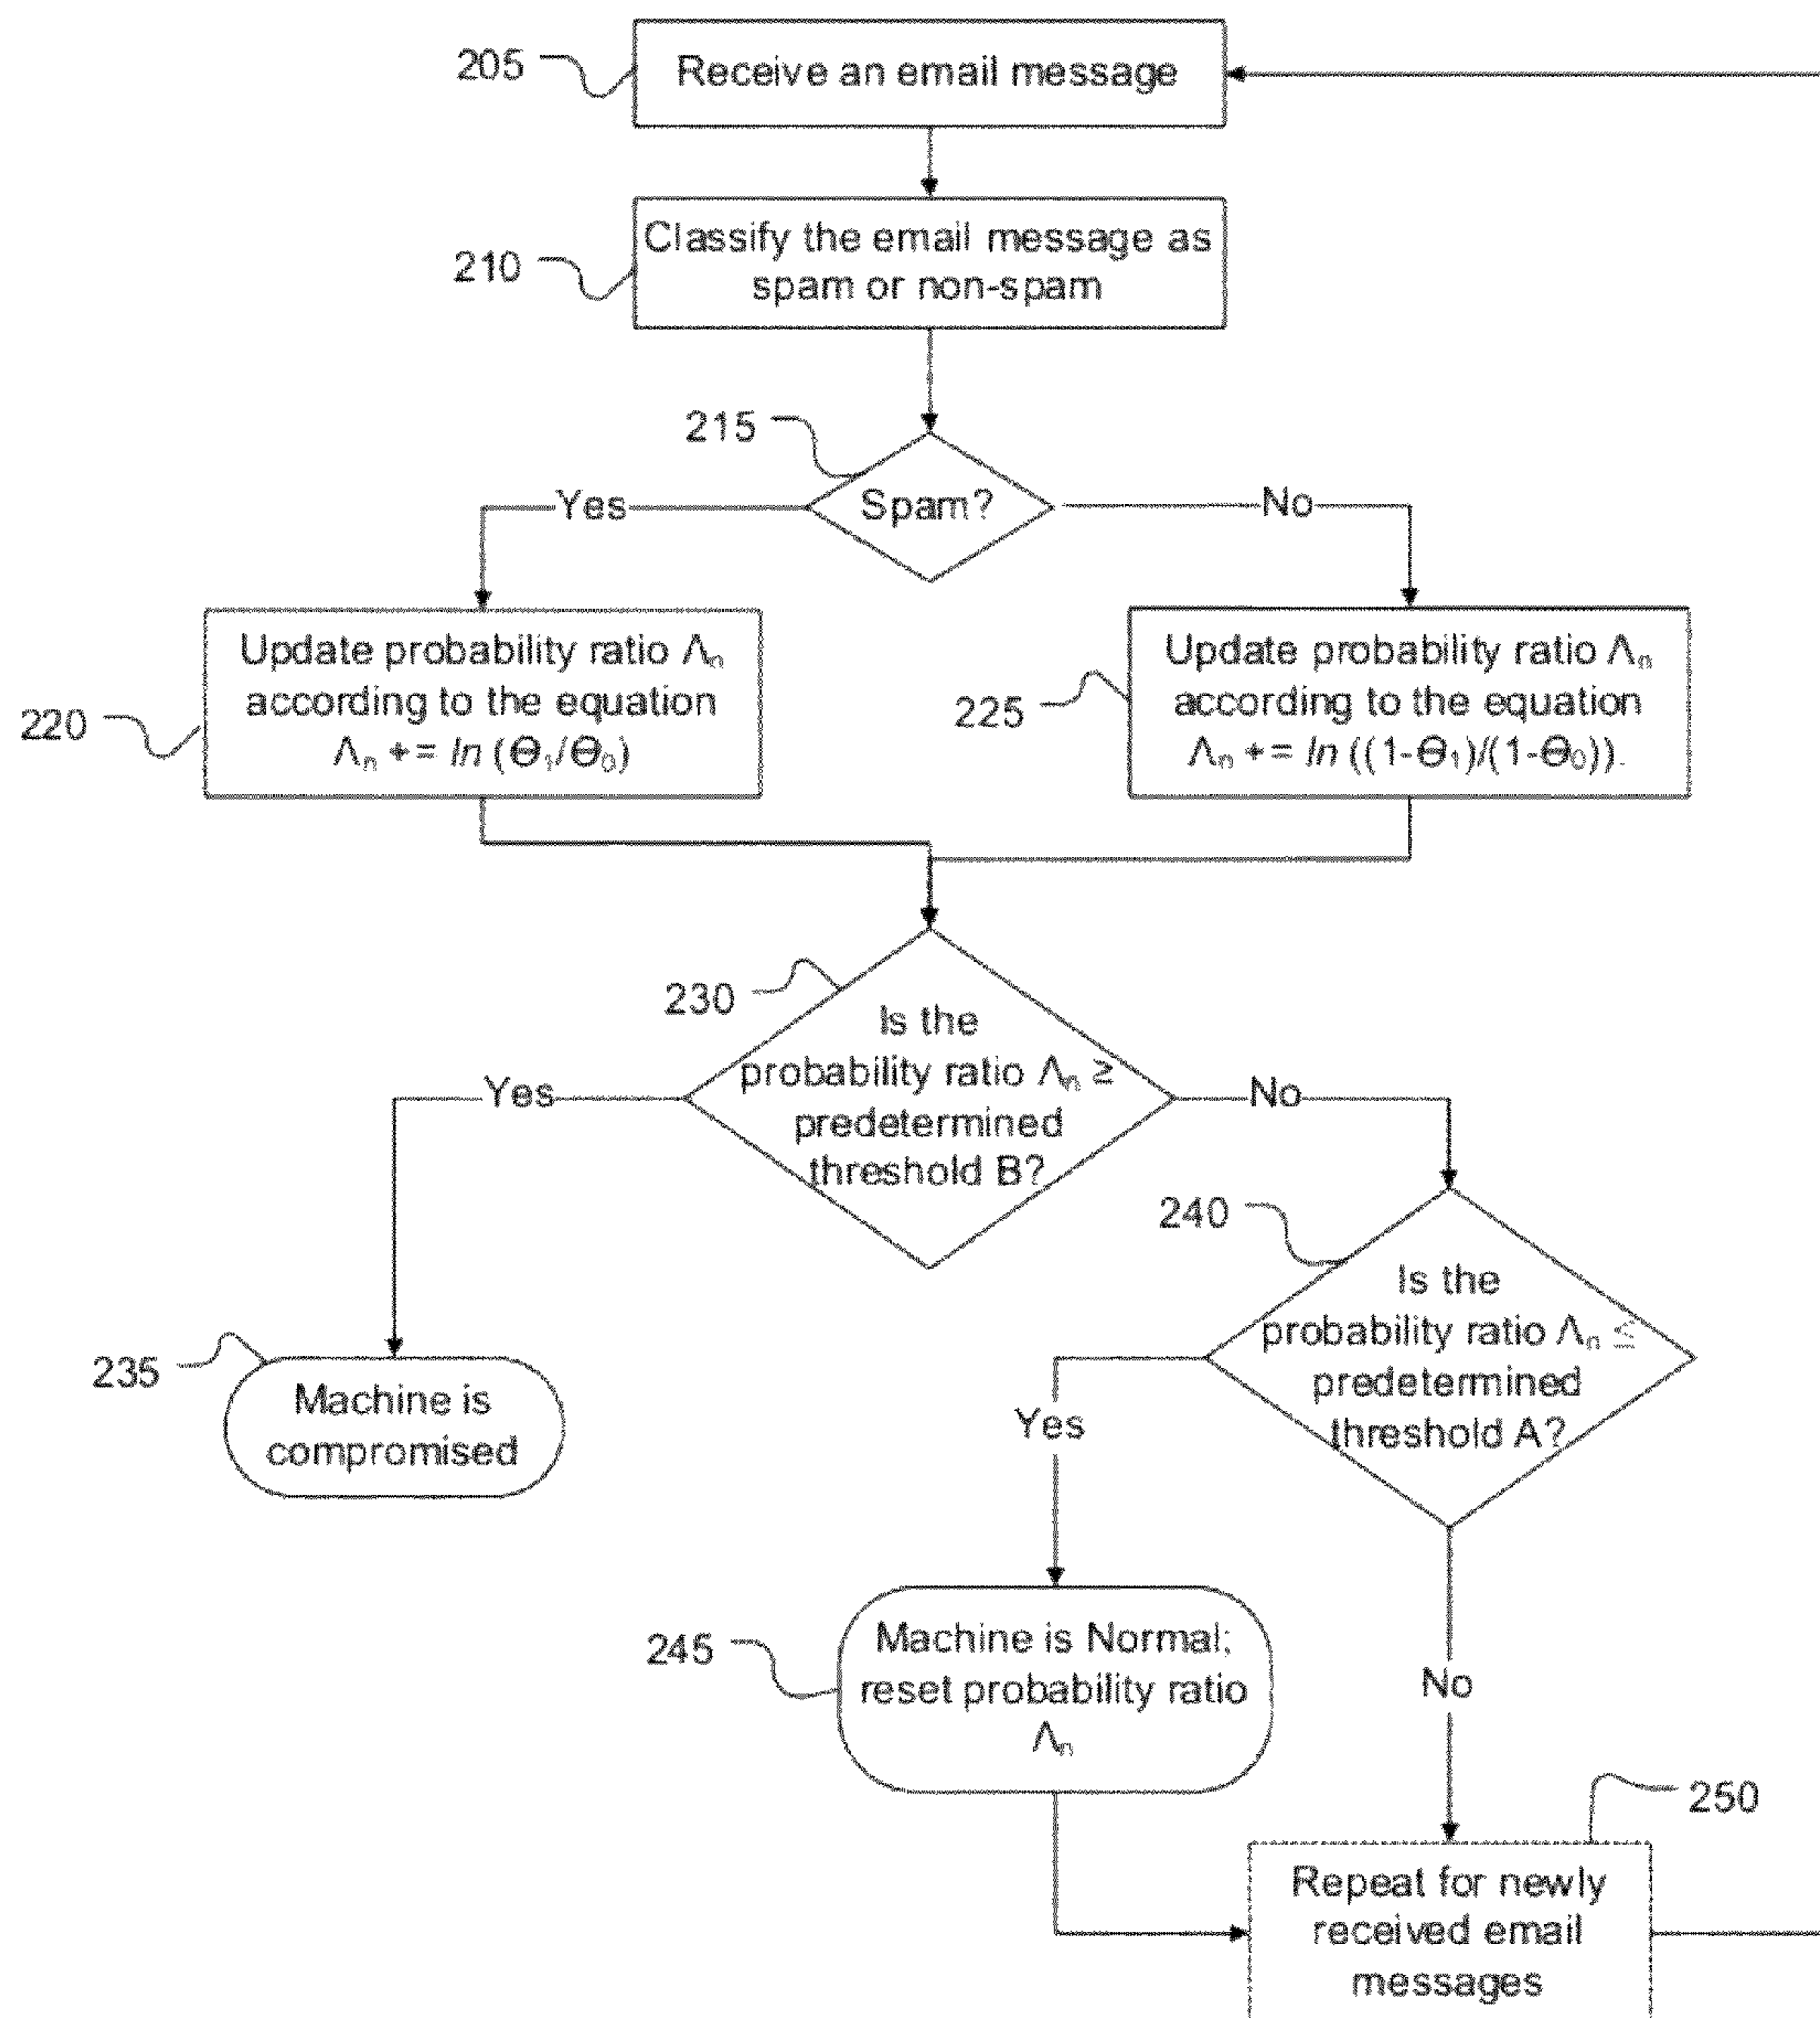 205
Receive an email message
210
Classify the email message as
spam or non-spam
215
Spam?
Yes
No
220
Update probability ratio Λₙ
according to the equation
Λₙ += ln (Θ₁/Θ₀)
225
Update probability ratio Λₙ
according to the equation
Λₙ += ln ((1-Θ₁)/(1-Θ₀)).
230
Is the
probability ratio Λₙ ≥
predetermined
threshold B?
Yes
No
235
Machine is
compromised
240
Is the
probability ratio Λₙ ≤
predetermined
threshold A?
Yes
No
245
Machine is Normal;
reset probability ratio
Λₙ
250
Repeat for newly
received email
messages